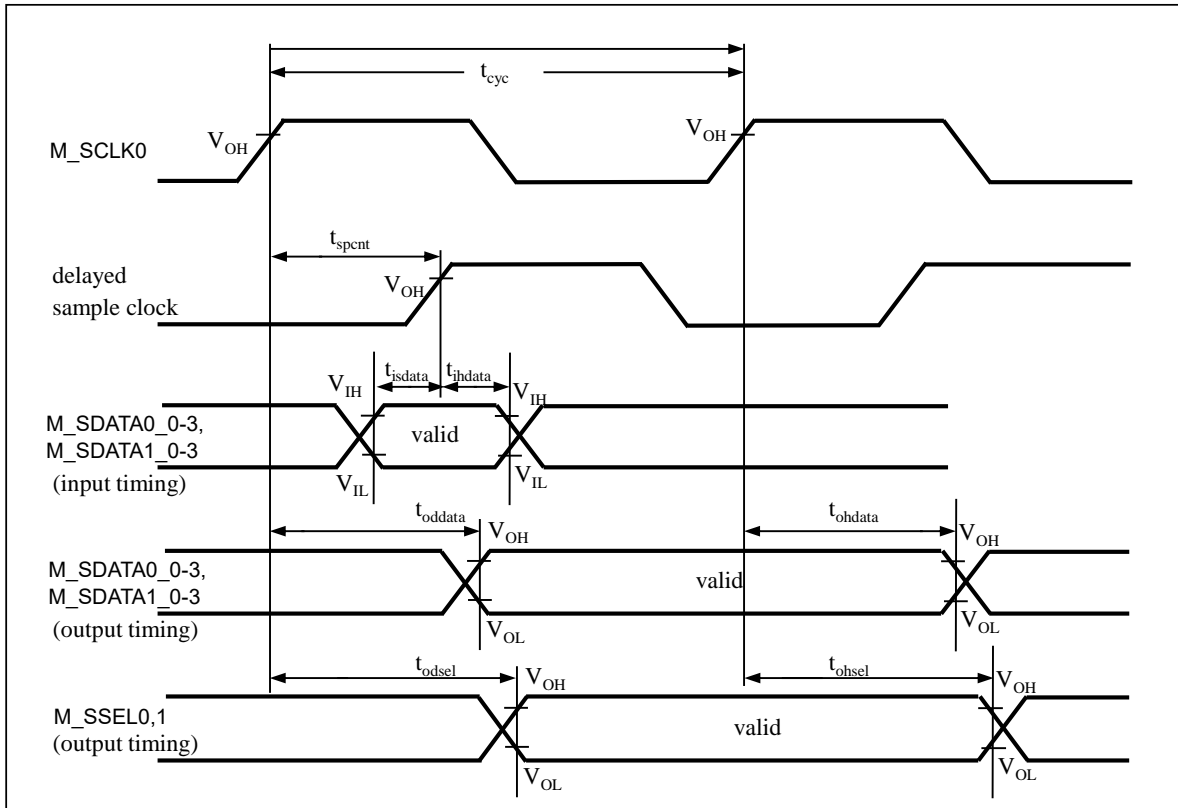 tcyc
VOH
VOH
M_SCLK0
tspcnt
delayed
sample clock
VOH
tisdata
tihdata
VIH
VIH
M_SDATA0_0-3,
M_SDATA1_0-3
(input timing)
valid
VIL
VIL
toddata
tohdata
VOH
VOH
M_SDATA0_0-3,
M_SDATA1_0-3
(output timing)
valid
VOL
VOL
todsel
tohsel
VOH
VOH
M_SSEL0,1
(output timing)
valid
VOL
VOL